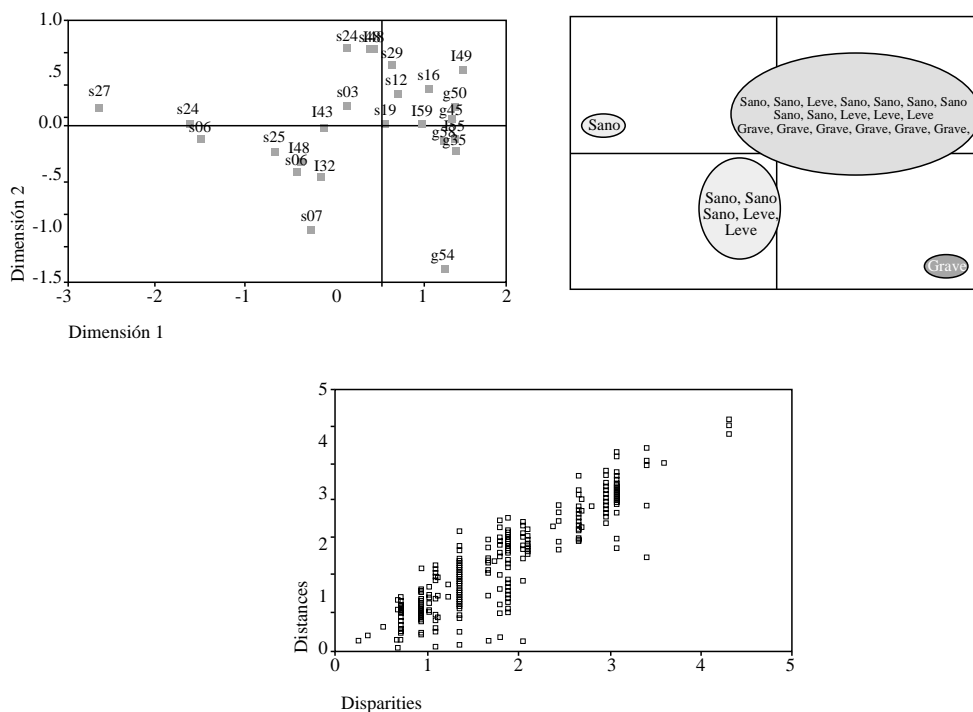 1.0
s24
I48
s29
I49
.5
s16
s12
g50
s27
s03
g45
s24
I43
s19
I59
0.0
s06
g58
g55
s25
I48
s06
I32
-.5
s07
-1.0
g54
-1.5
-3
-2
-1
0
1
2
Dimensión 2
Dimensión 1
Sano, Sano, Leve, Sano, Sano, Sano, Sano
Sano, Sano, Leve, Leve, Leve
Grave, Grave, Grave, Grave, Grave, Grave,
Sano
Sano, Sano
Sano, Leve,
Leve
Grave
5
4
3
2
1
0
0
1
2
3
4
5
Distances
Disparities